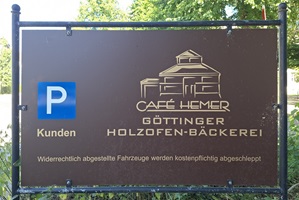 CAFÉ HEMER
GÖTTINGER
HOLZOFEN-BÄCKEREI
P
Kunden
Widerrechtlich abgestellte Fahrzeuge werden kostenpflichtig abgeschleppt